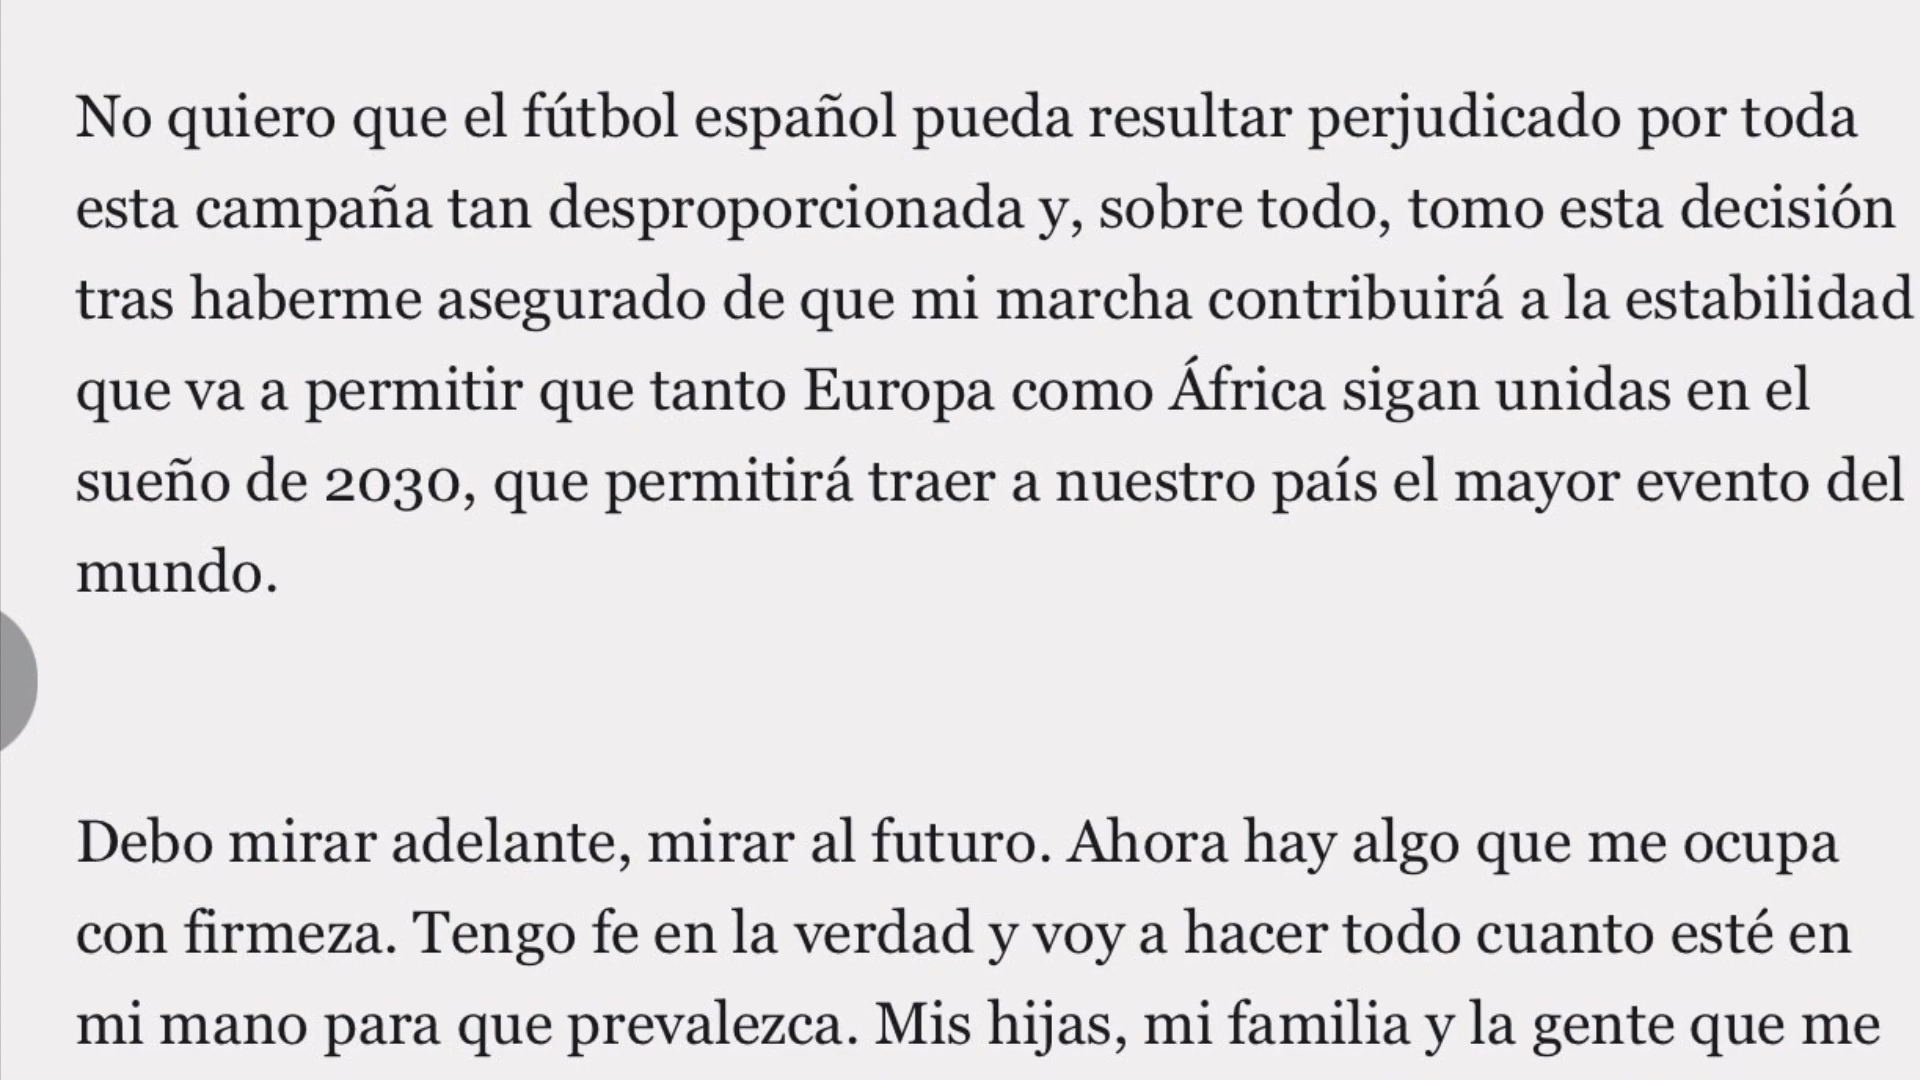 No quiero que el fútbol español pueda resultar perjudicado por toda
esta campaña tan desproporcionada y, sobre todo, tomo esta decisión
tras haberme asegurado de que mi marcha contribuirá a la estabilidad
que va a permitir que tanto Europa como África sigan unidas en el
sueño de 2030, que permitirá traer a nuestro país el mayor evento del
mundo.
Debo mirar adelante, mirar al futuro. Ahora hay algo que me ocupa
con firmeza. Tengo fe en la verdad y voy a hacer todo cuanto esté en
mi mano para que prevalezca. Mis hijas, mi familia y la gente que me